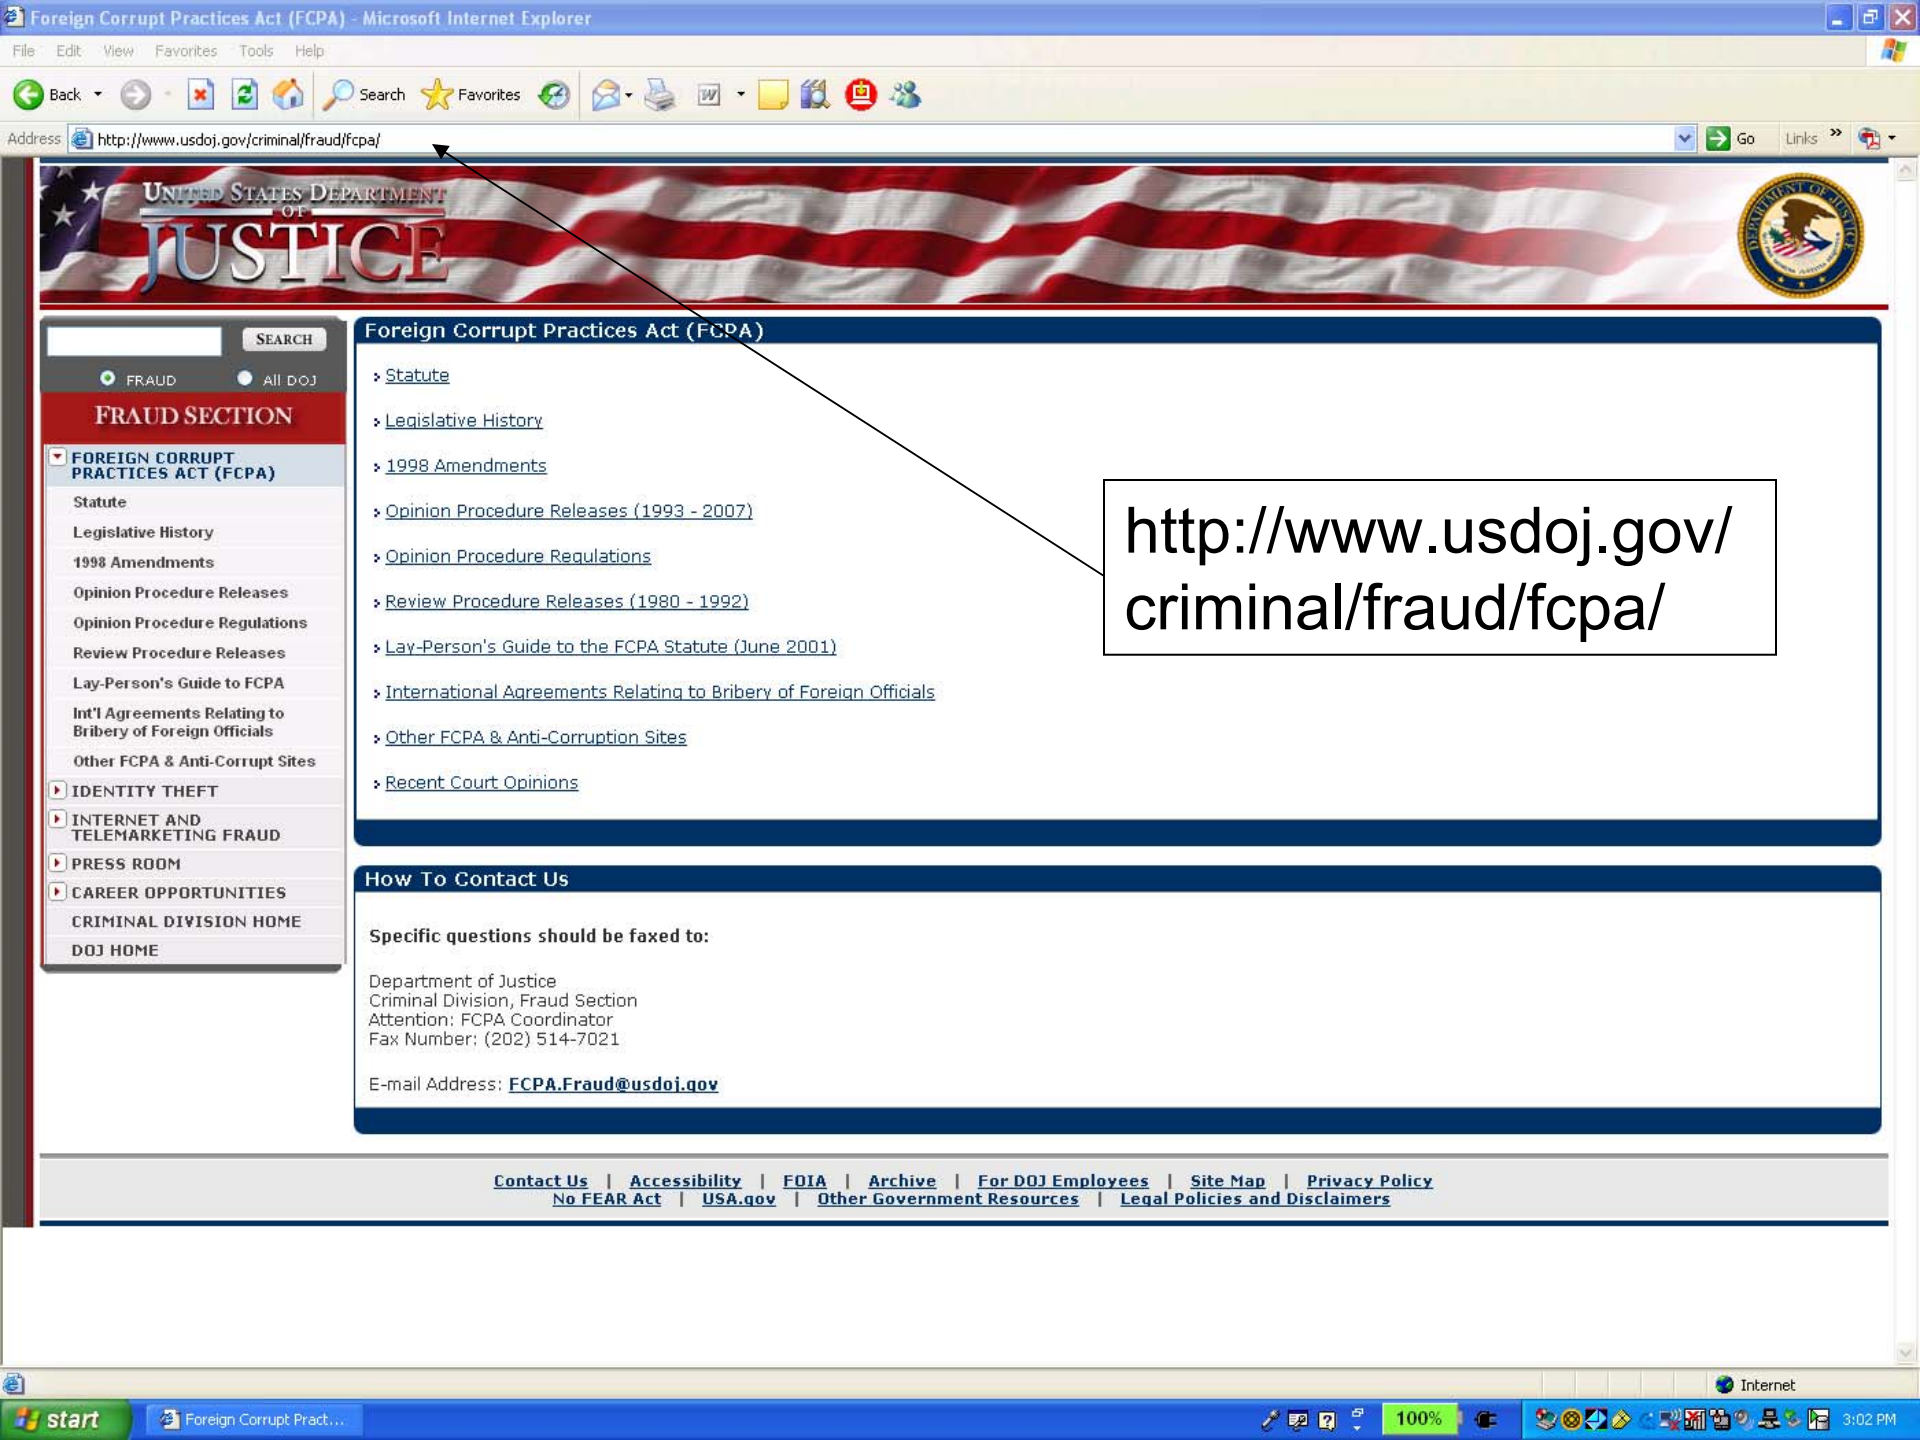 Foreign Corrupt Practices Act (FCPA) - Microsoft Internet Explorer
File Edit View Favorites Tools Help
Back Search Favorites
Address http://www.usdoj.gov/criminal/fraud/fcpa/ Go Links »
UNITED STATES DEPARTMENT
OF
JUSTICE
SEARCH
FRAUD All DOJ
FRAUD SECTION
FOREIGN CORRUPT
PRACTICES ACT (FCPA)
Statute
Legislative History
1998 Amendments
Opinion Procedure Releases
Opinion Procedure Regulations
Review Procedure Releases
Lay-Person's Guide to FCPA
Int'l Agreements Relating to
Bribery of Foreign Officials
Other FCPA & Anti-Corrupt Sites
IDENTITY THEFT
INTERNET AND
TELEMARKETING FRAUD
PRESS ROOM
CAREER OPPORTUNITIES
CRIMINAL DIVISION HOME
DOJ HOME
Foreign Corrupt Practices Act (FCPA)
Statute
Legislative History
1998 Amendments
Opinion Procedure Releases (1993 - 2007)
Opinion Procedure Regulations
Review Procedure Releases (1980 - 1992)
Lay-Person's Guide to the FCPA Statute (June 2001)
International Agreements Relating to Bribery of Foreign Officials
Other FCPA & Anti-Corruption Sites
Recent Court Opinions
http://www.usdoj.gov/
criminal/fraud/fcpa/
How To Contact Us
Specific questions should be faxed to:
Department of Justice
Criminal Division, Fraud Section
Attention: FCPA Coordinator
Fax Number: (202) 514-7021
E-mail Address: FCPA.Fraud@usdoj.gov
Contact Us | Accessibility | FOIA | Archive | For DOJ Employees | Site Map | Privacy Policy
No FEAR Act | USA.gov | Other Government Resources | Legal Policies and Disclaimers
Internet
start Foreign Corrupt Pract... 100% 3:02 PM